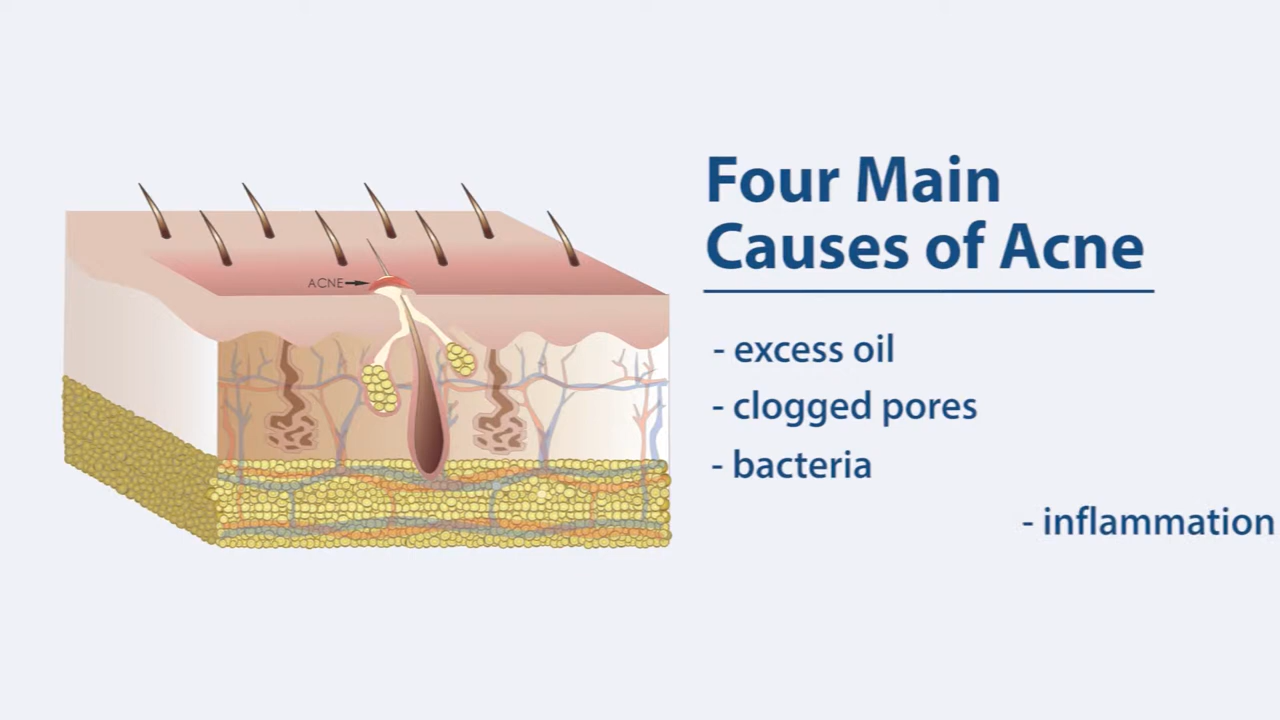 Four Main
Causes of Acne
- excess oil
- clogged pores
- bacteria
- inflammation
ACNE